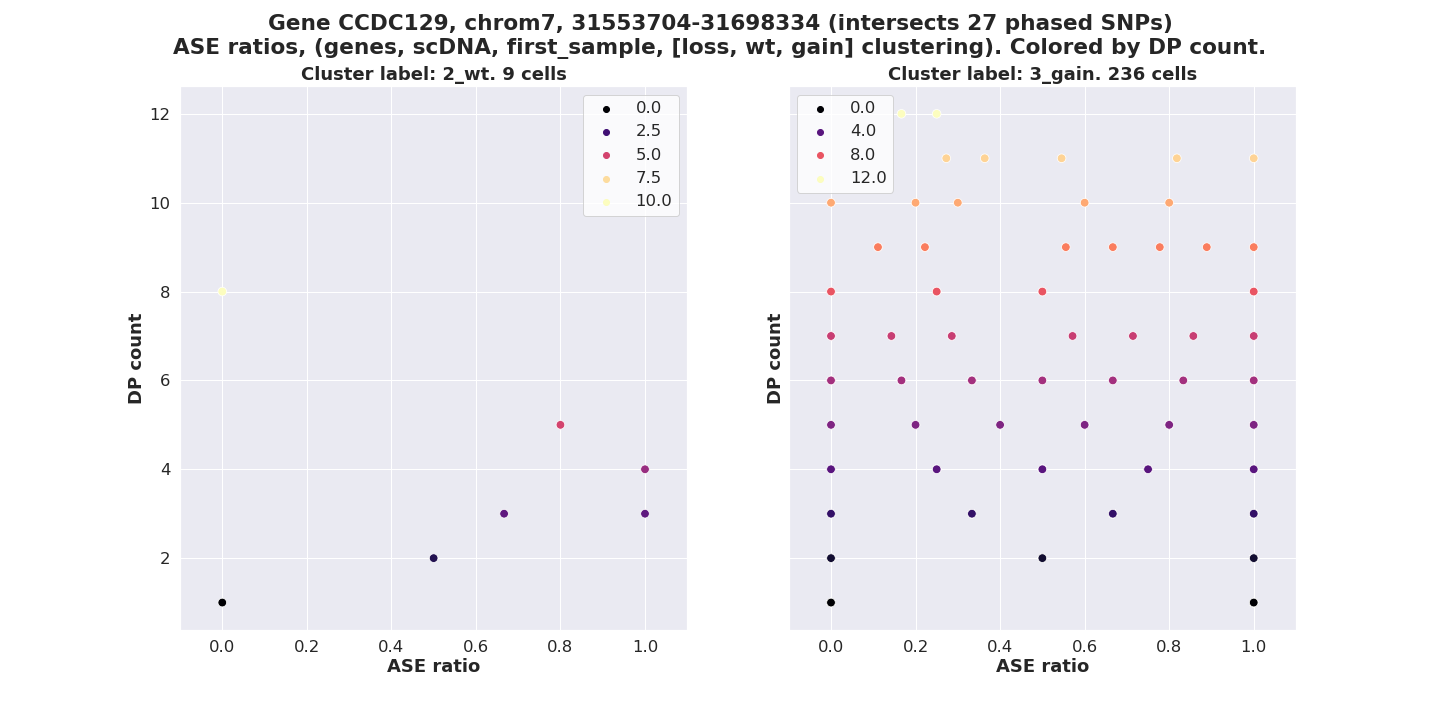 Gene CCDC129, chrom7, 31553704-31698334 (intersects 27 phased SNPs)
ASE ratios, (genes, scDNA, first_sample, [loss, wt, gain] clustering). Colored by DP count.
Cluster label: 2_wt. 9 cells
DP count
12
10
8
6
4
2
0.0
2.5
5.0
7.5
10.0
0.0 0.2 0.4 0.6 0.8 1.0
ASE ratio
Cluster label: 3_gain. 236 cells
DP count
0.0
4.0
8.0
12.0
0.0 0.2 0.4 0.6 0.8 1.0
ASE ratio